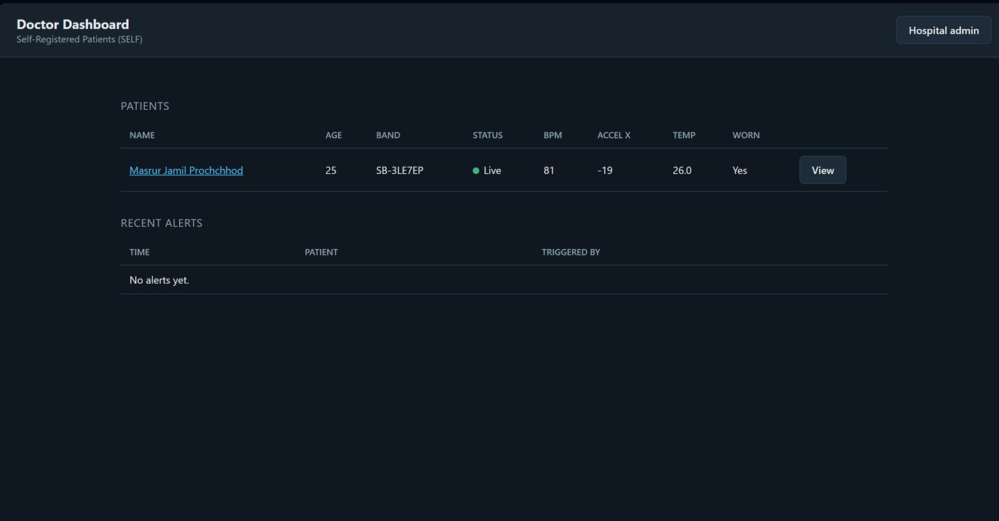 Doctor Dashboard
Self-Registered Patients (SELF)
Hospital admin
PATIENTS
NAME AGE BAND STATUS BPM ACCEL X TEMP WORN
Masrur Jamil Prochchhod 25 SB-3LE7EP Live 81 -19 26.0 Yes View
RECENT ALERTS
TIME PATIENT TRIGGERED BY
No alerts yet.